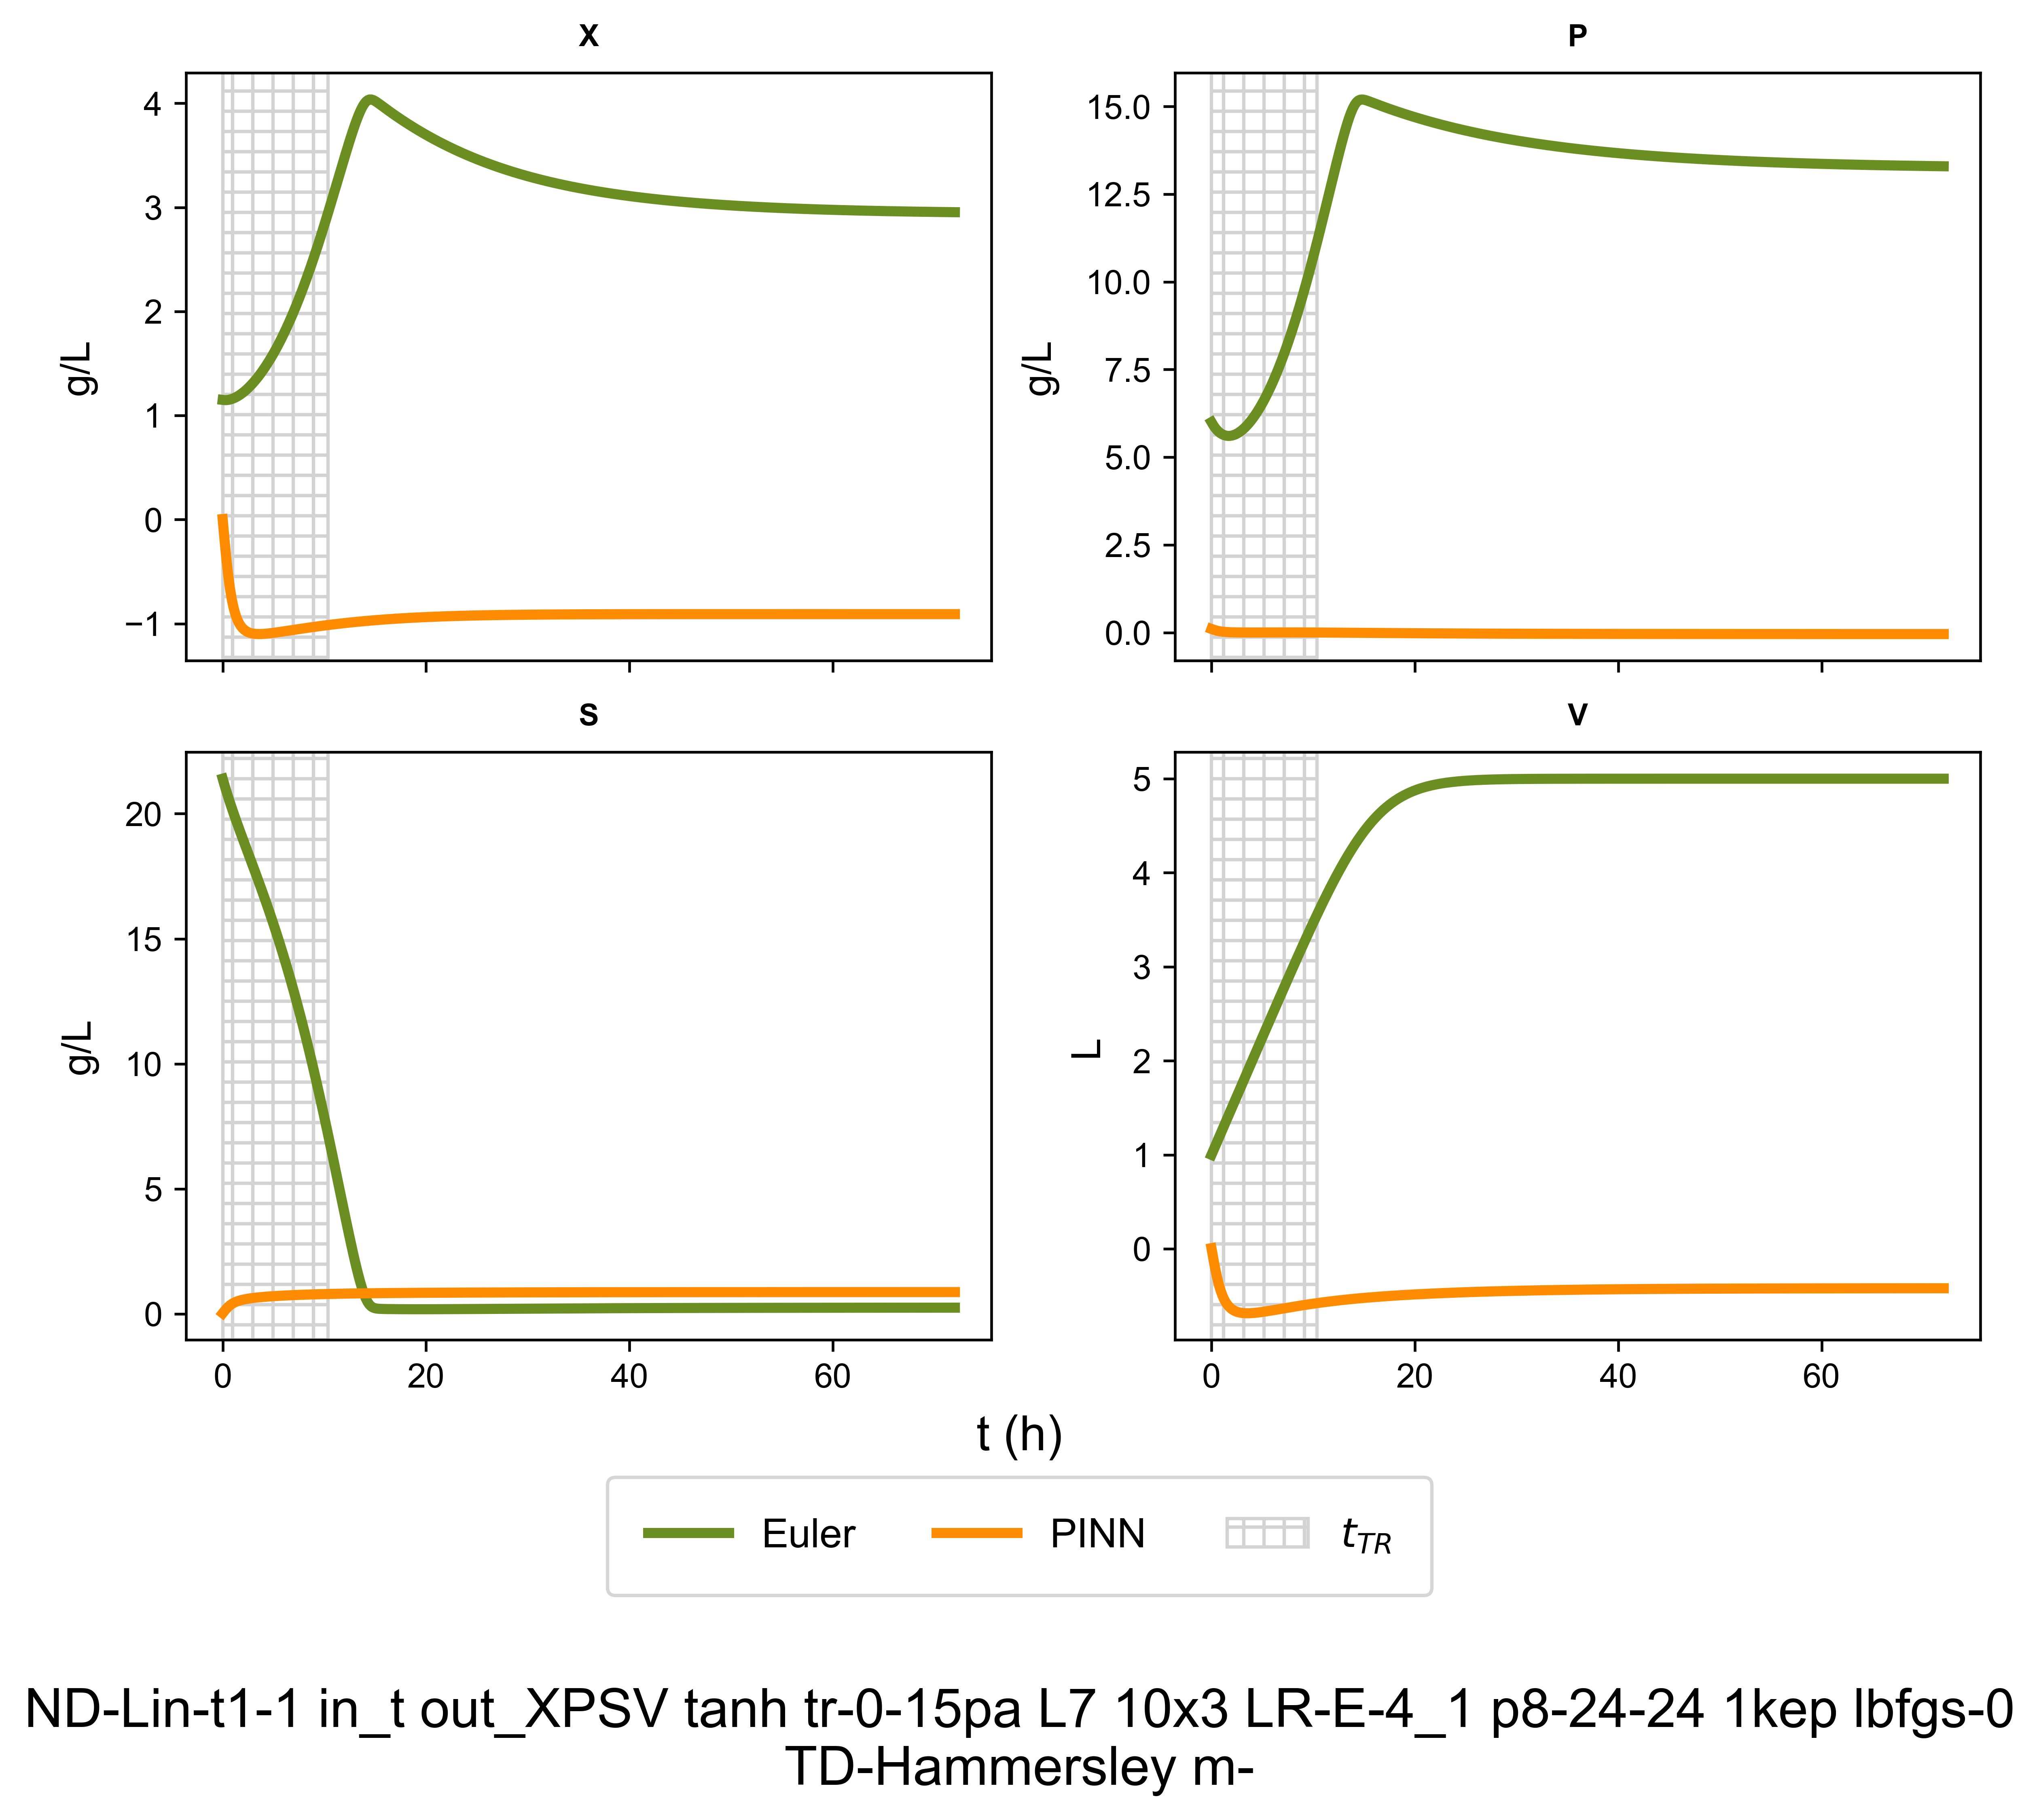 X
4
3
2
1
0
−1
g/L
P
15.0
12.5
10.0
7.5
5.0
2.5
0.0
g/L
S
20
15
10
5
0
g/L
0
20
40
60
V
5
4
3
2
1
0
L
0
20
40
60
t (h)
Euler
PINN
t_{TR}
ND-Lin-t1-1 in_t out_XPSV tanh tr-0-15pa L7 10x3 LR-E-4_1 p8-24-24 1kep lbfgs-0
TD-Hammersley m-